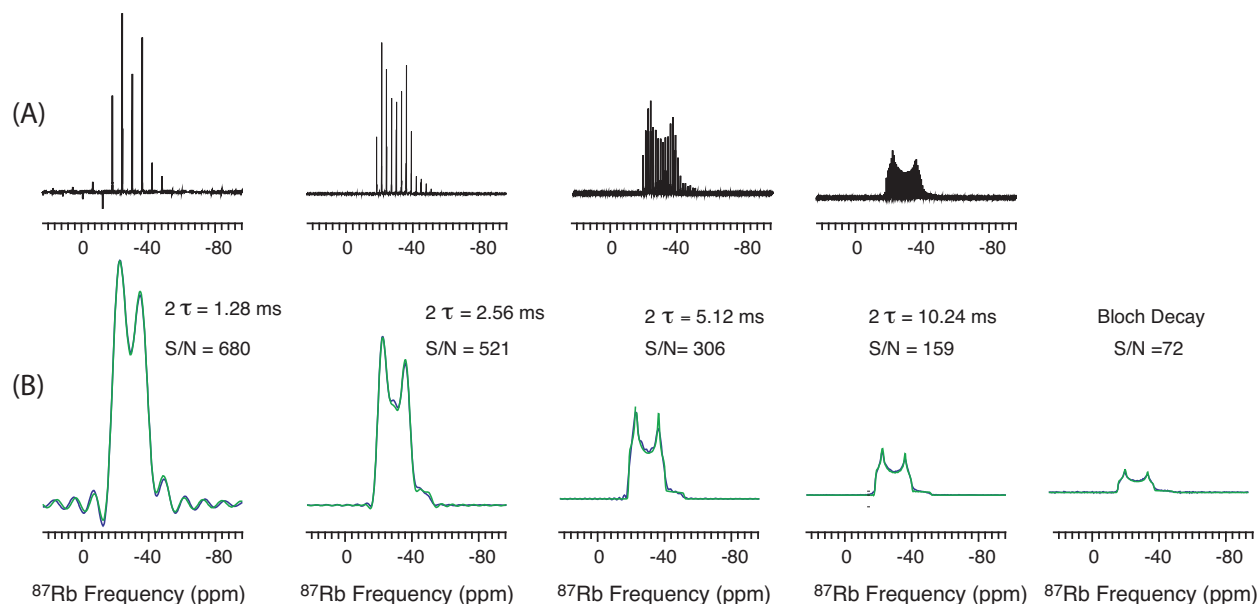 (A)
0 -40 -80
0 -40 -80
0 -40 -80
0 -40 -80
2 τ = 1.28 ms
S/N = 680
2 τ = 2.56 ms
S/N = 521
2 τ = 5.12 ms
S/N= 306
2 τ = 10.24 ms
S/N = 159
Bloch Decay
S/N =72
(B)
0 -40 -80
0 -40 -80
0 -40 -80
0 -40 -80
0 -40 -80
⁸⁷Rb Frequency (ppm)
⁸⁷Rb Frequency (ppm)
⁸⁷Rb Frequency (ppm)
⁸⁷Rb Frequency (ppm)
⁸⁷Rb Frequency (ppm)